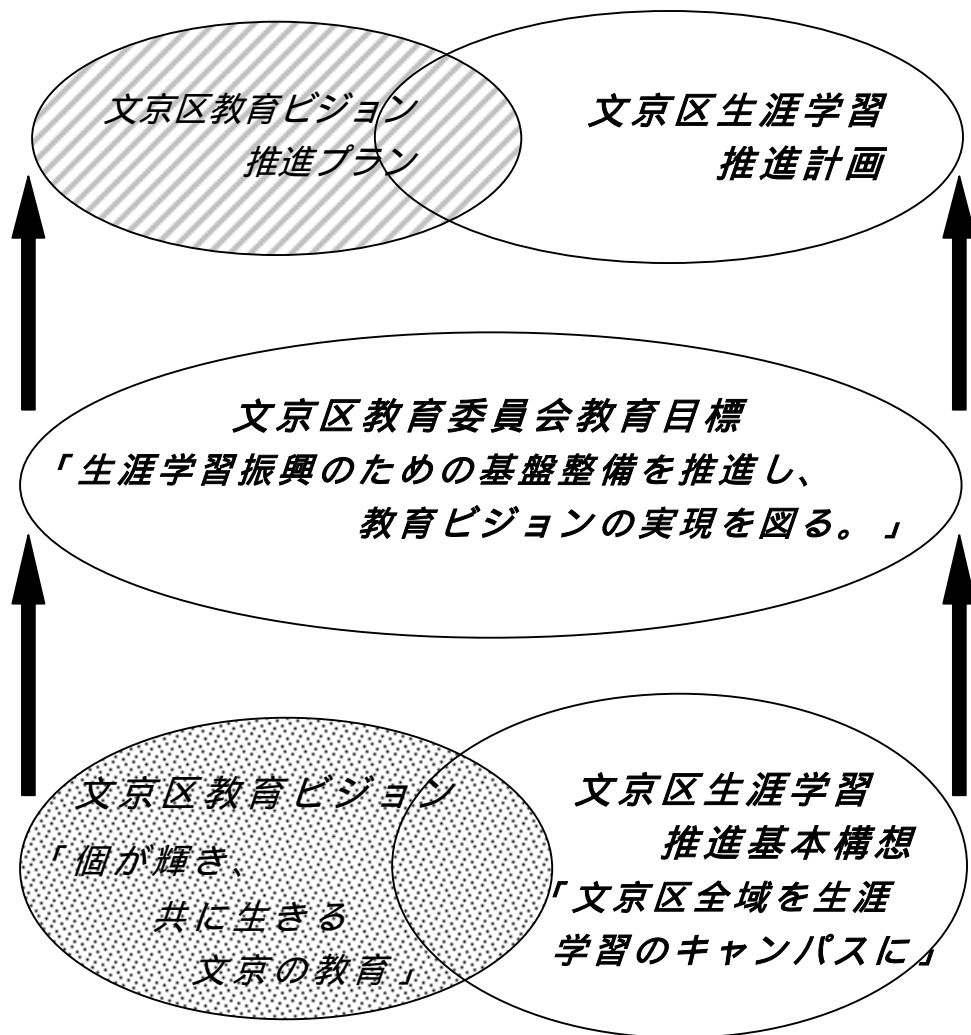 文京区教育ビジョン
推進プラン
文京区生涯学習
推進計画
文京区教育委員会教育目標
「生涯学習振興のための基盤整備を推進し、
教育ビジョンの実現を図る。」
文京区教育ビジョン
「個が輝き、
共に生きる
文京の教育」
文京区生涯学習
推進基本構想
「文京区全域を生涯
学習のキャンパスに」